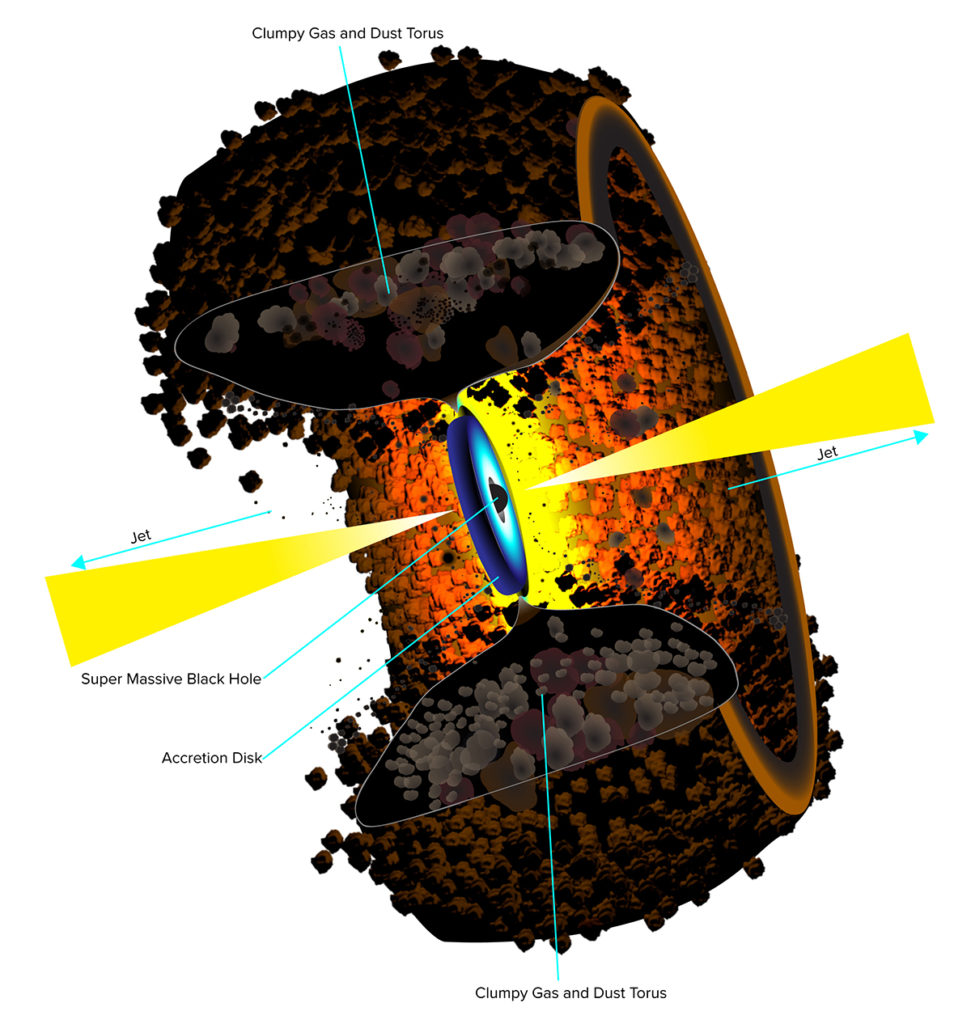 Clumpy Gas and Dust Torus
Jet
Jet
Super Massive Black Hole
Accretion Disk
Clumpy Gas and Dust Torus